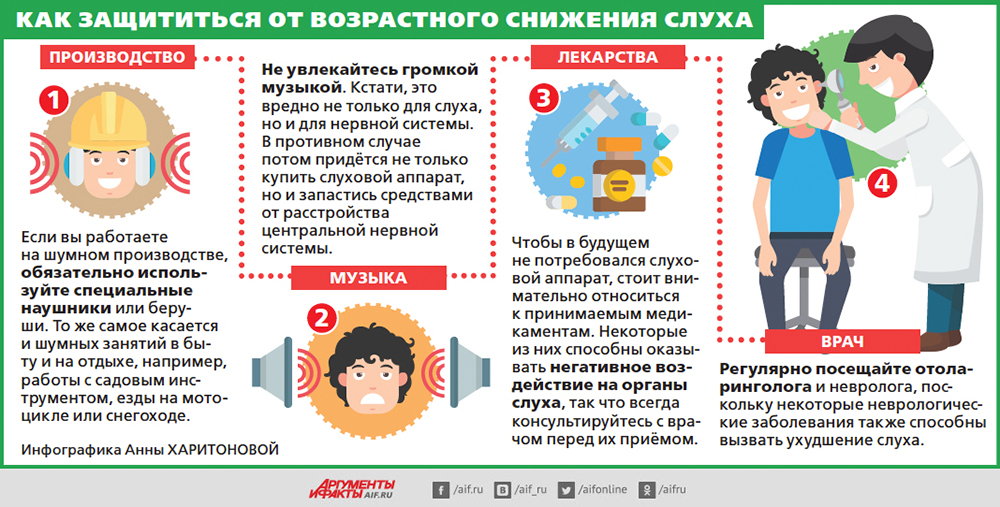 КАК ЗАЩИТИТЬСЯ ОТ ВОЗРАСТНОГО СНИЖЕНИЯ СЛУХА
ПРОИЗВОДСТВО
1
Если вы работаете
на шумном производстве,
обязательно исполь-
зуйте специальные
наушники или беру-
ши. То же самое касается
и шумных занятий в бы-
ту и на отдыхе, например,
работы с садовым инс-
трументом, езды на мото-
цикле или снегоходе.
Инфографика Анны ХАРИТОНОВОЙ
Не увлекайтесь громкой
музыкой. Кстати, это
вредно не только для слуха,
но и для нервной системы.
В противном случае
потом придётся не только
купить слуховой аппарат,
но и запастись средствами
от расстройства
центральной нервной
системы.
МУЗЫКА
2
ЛЕКАРСТВА
3
Чтобы в будущем
не потребовался слухо-
вой аппарат, стоит вни-
мательно относиться
к принимаемым меди-
каментам. Некоторые
из них способны оказы-
вать негативное воз-
действие на органы
слуха, так что всегда
консультируйтесь с вра-
чом перед их приёмом.
4
ВРАЧ
Регулярно посещайте отола-
ринголога и невролога, пос-
кольку некоторые неврологичес-
кие заболевания также способны
вызвать ухудшение слуха.
АРГУМЕНТЫ
И ФАКТЫ AIF.RU
/aif.ru
/aif_ru
/aifonline
/aifru